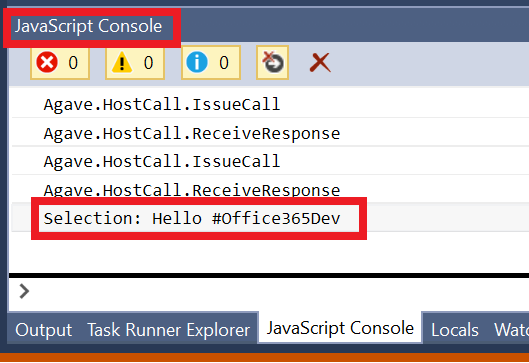 JavaScript Console
0 0 0
Agave.HostCall.IssueCall
Agave.HostCall.ReceiveResponse
Agave.HostCall.IssueCall
Agave.HostCall.ReceiveResponse
Selection: Hello #Office365Dev
Output Task Runner Explorer JavaScript Console Locals Watc